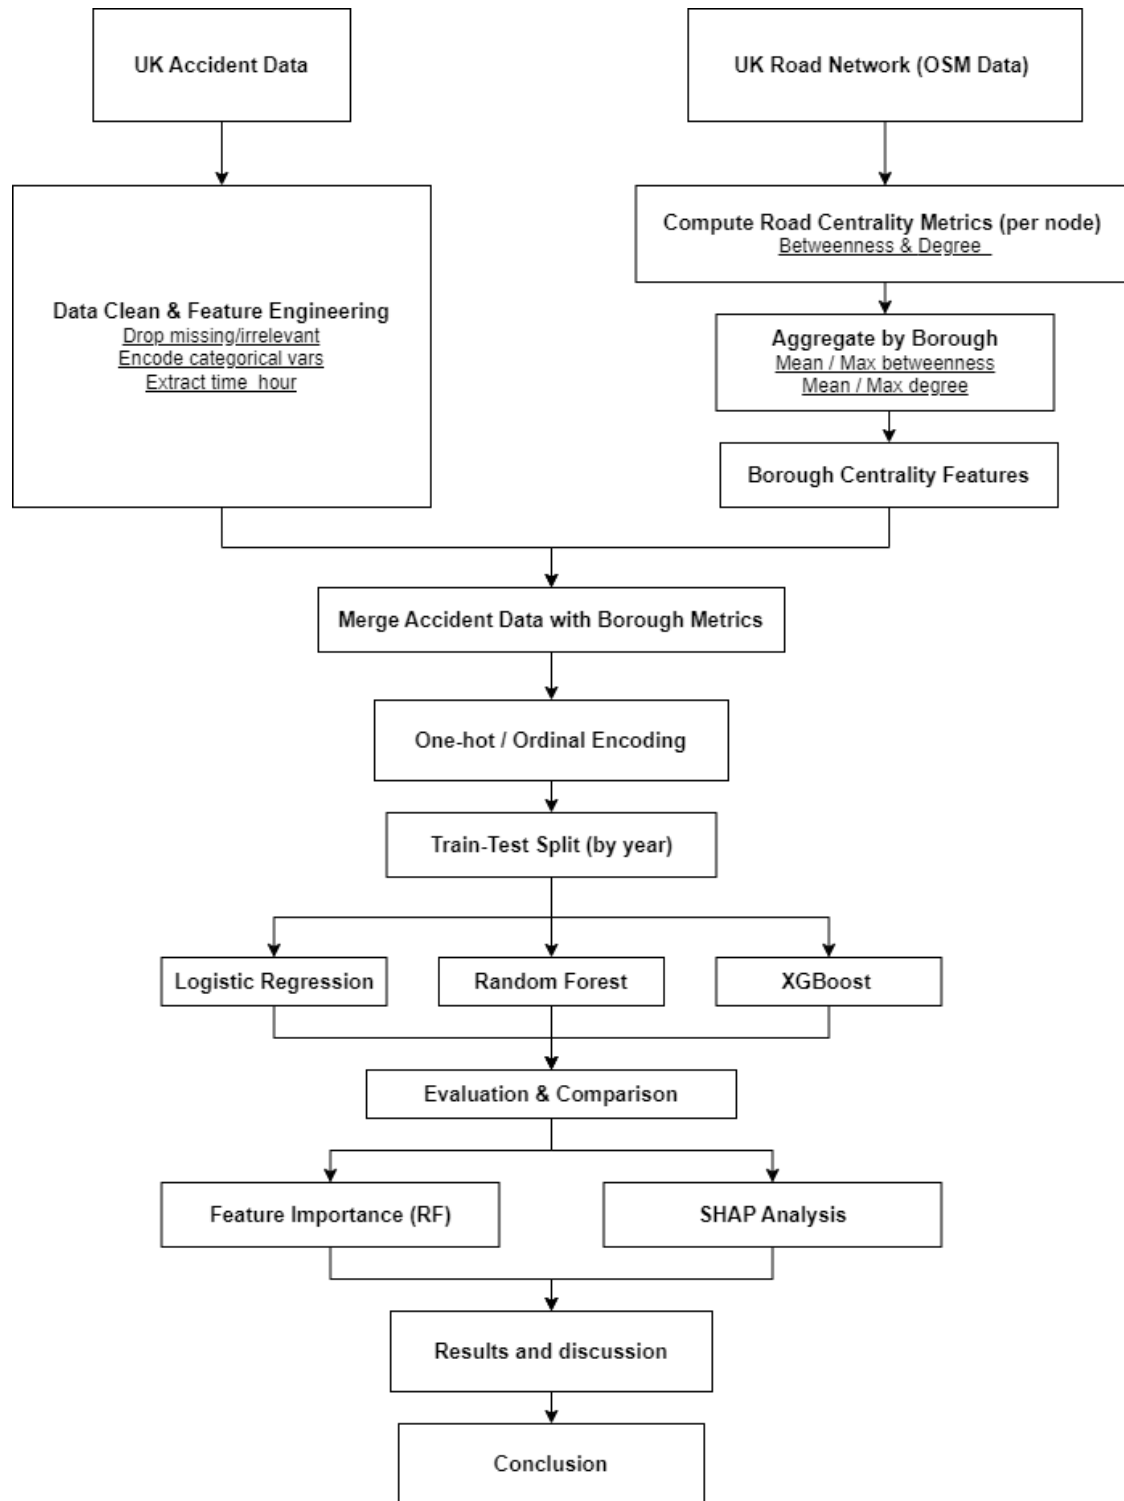 UK Accident Data
UK Road Network (OSM Data)
Data Clean & Feature Engineering
Drop missing/irrelevant
Encode categorical vars
Extract time hour
Compute Road Centrality Metrics (per node)
Betweenness & Degree
Aggregate by Borough
Mean / Max betweenness
Mean / Max degree
Borough Centrality Features
Merge Accident Data with Borough Metrics
One-hot / Ordinal Encoding
Train-Test Split (by year)
Logistic Regression
Random Forest
XGBoost
Evaluation & Comparison
Feature Importance (RF)
SHAP Analysis
Results and discussion
Conclusion